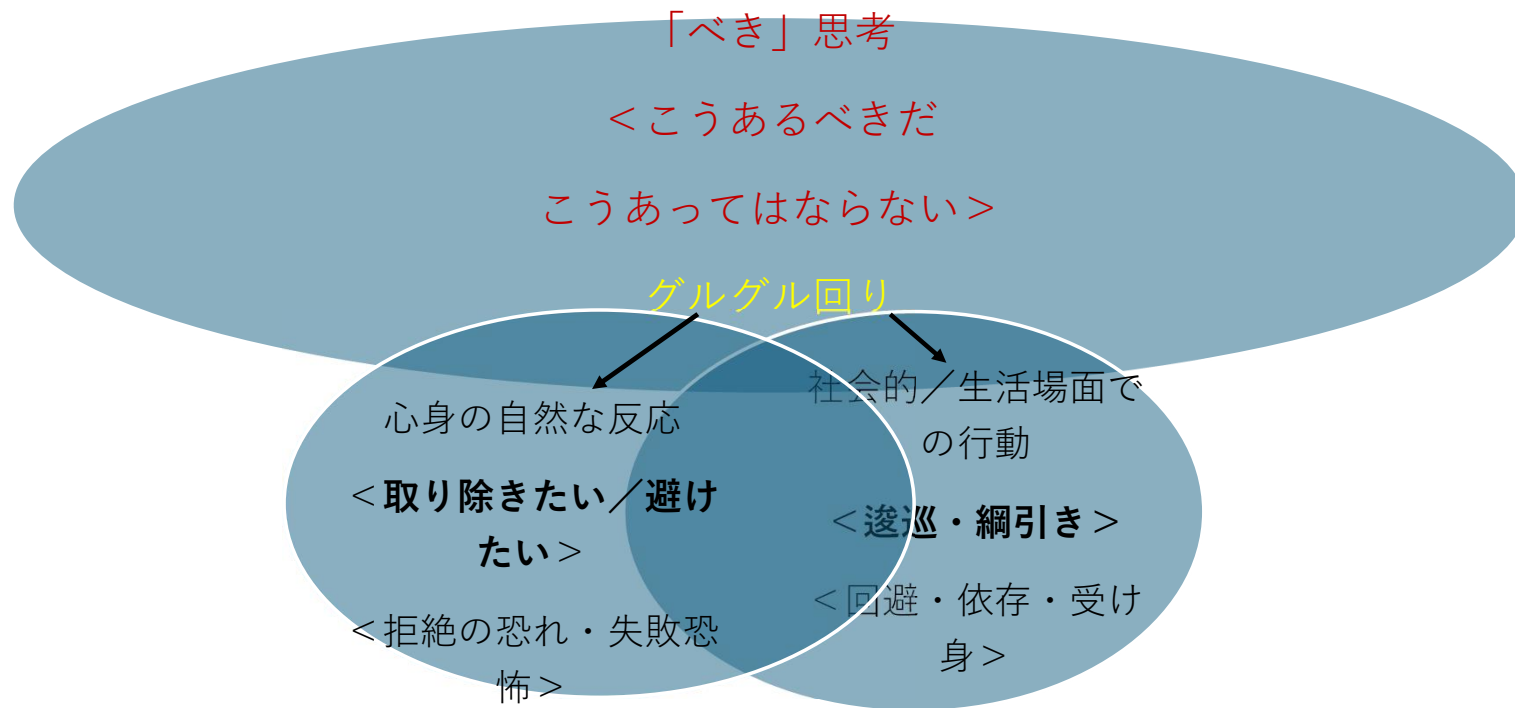 「べき」思考
＜こうあるべきだ
こうあってはならない＞
グルグル回り
心身の自然な反応
＜取り除きたい／避け
たい＞
＜拒絶の恐れ・失敗恐
怖＞
社会的／生活場面で
の行動
＜逡巡・綱引き＞
＜回避・依存・受け
身＞